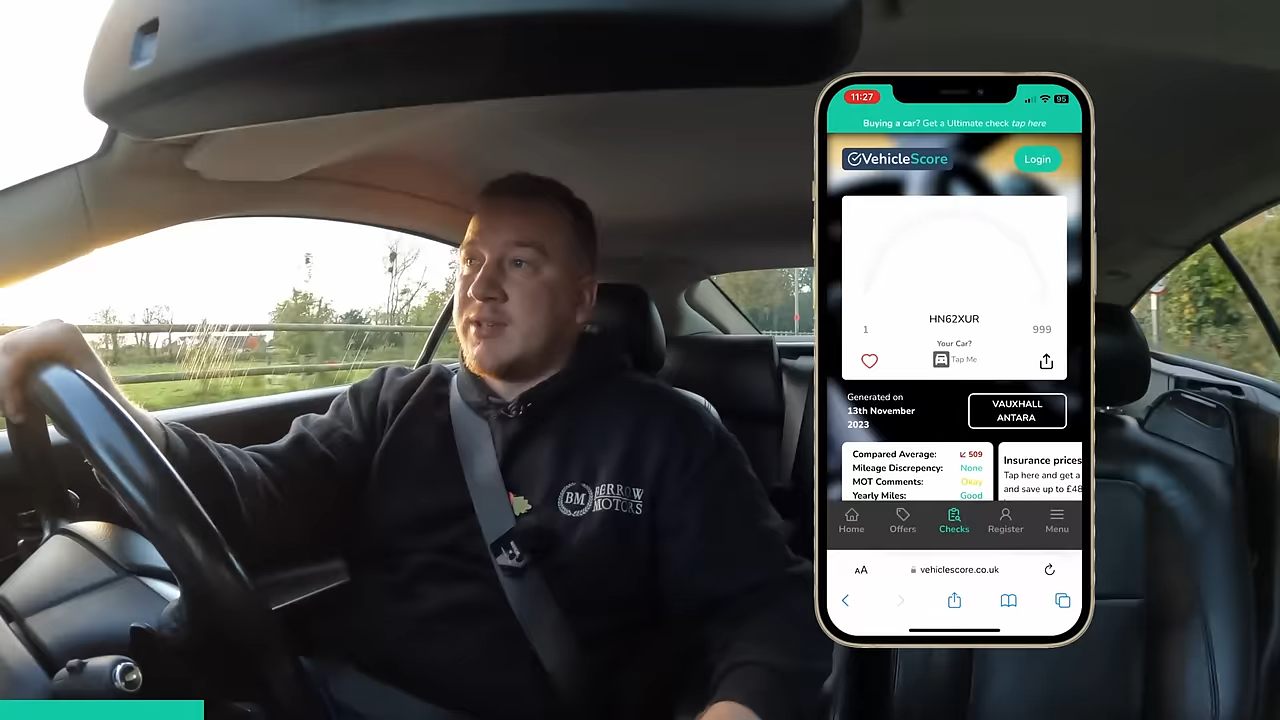 BM
BERROW
MOTORS
11:27
95
Buying a car? Get a Ultimate check tap here
VehicleScore
Login
HN62XUR
1
999
Your Car?
Tap Me
Generated on
13th November
2023
VAUXHALL
ANTARA
Compared Average: 509
Mileage Discrepency: None
MOT Comments: Okay
Yearly Miles: Good
Insurance prices
Tap here and get a
and save up to £48
Home
Offers
Checks
Register
Menu
AA
vehiclescore.co.uk